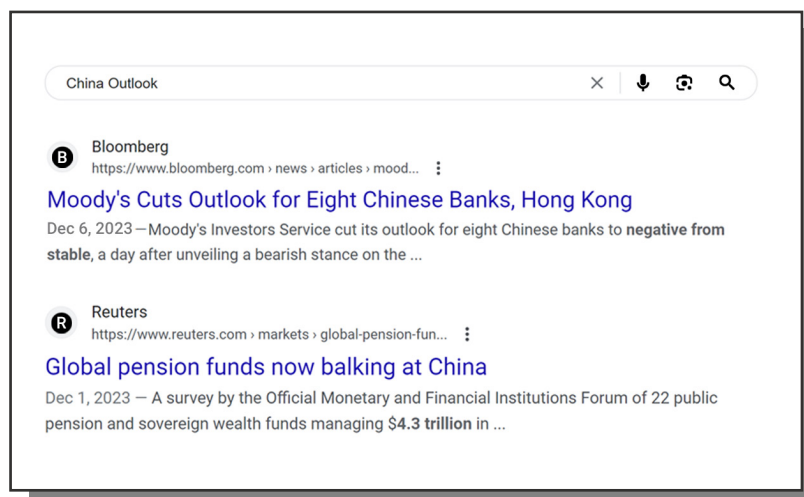 China Outlook
B
Bloomberg
https://www.bloomberg.com › news › articles › mood...
Moody's Cuts Outlook for Eight Chinese Banks, Hong Kong
Dec 6, 2023 — Moody's Investors Service cut its outlook for eight Chinese banks to negative from
stable, a day after unveiling a bearish stance on the ...
R
Reuters
https://www.reuters.com › markets › global-pension-fun...
Global pension funds now balking at China
Dec 1, 2023 — A survey by the Official Monetary and Financial Institutions Forum of 22 public
pension and sovereign wealth funds managing $4.3 trillion in ...